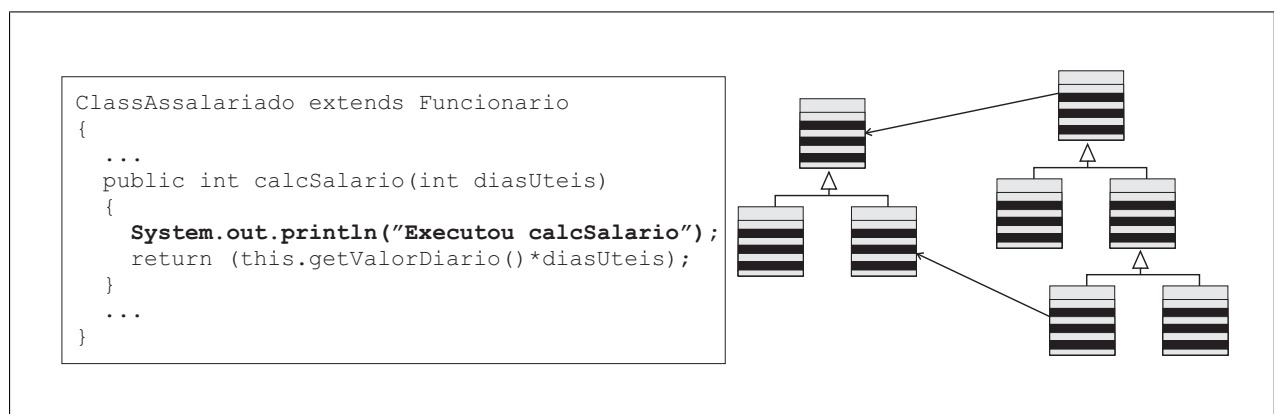 ClassAssalariado extends Funcionario
{
...
public int calcSalario(int diasUteis)
{
System.out.println(”Executou calcSalario”);
return (this.getValorDiario()*diasUteis);
}
...
}